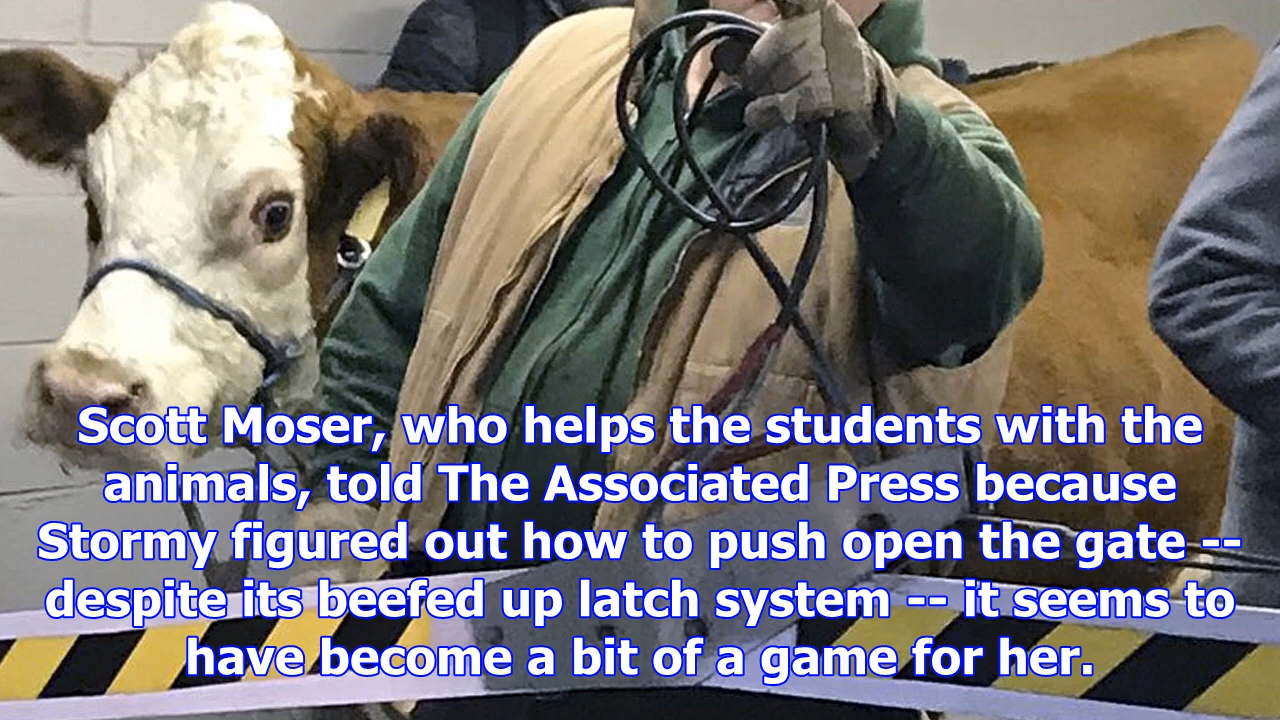 Scott Moser, who helps the students with the
animals, told The Associated Press because
Stormy figured out how to push open the gate --
despite its beefed up latch system -- it seems to
have become a bit of a game for her.